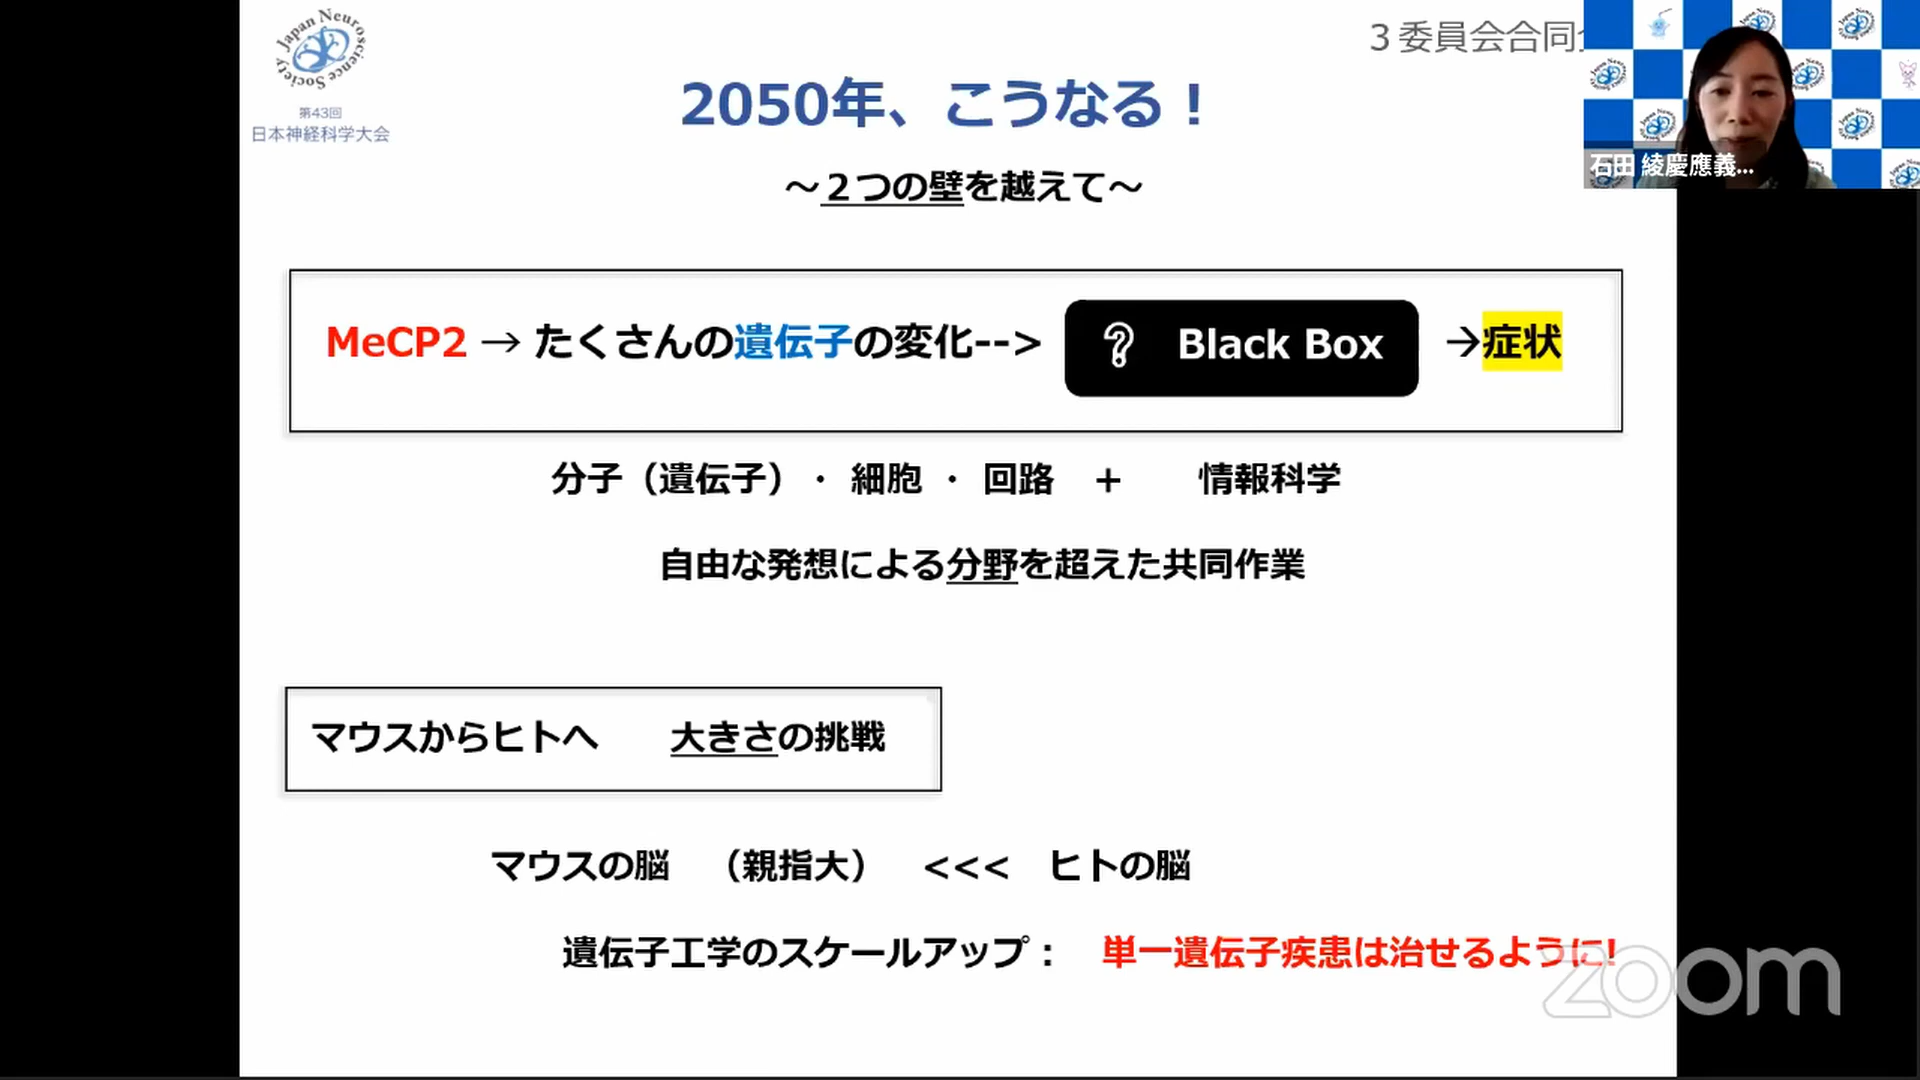 Japan Neuroscience Society
第43回
日本神経科学大会
３委員会合同
2050年、こうなる！
～２つの壁を越えて～
石田 綾慶應義...
MeCP2 → たくさんの遺伝子の変化--> ? Black Box →症状
分子（遺伝子）・ 細胞 ・ 回路 ＋ 情報科学
自由な発想による分野を超えた共同作業
マウスからヒトへ 大きさの挑戦
マウスの脳 （親指大） <<< ヒトの脳
遺伝子工学のスケールアップ： 単一遺伝子疾患は治せるように!
zoom